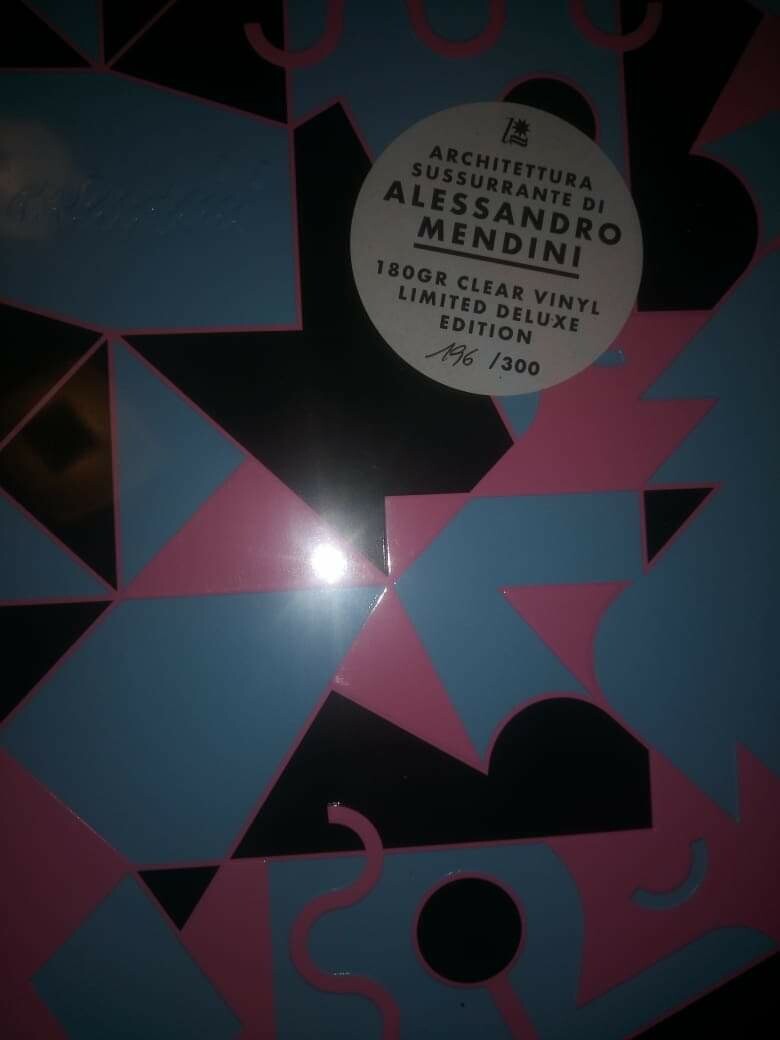 ARCHITETTURA
SUSSURRANTE DI
ALESSANDRO
MENDINI
180GR CLEAR VINYL
LIMITED DELUXE
EDITION
196 /300